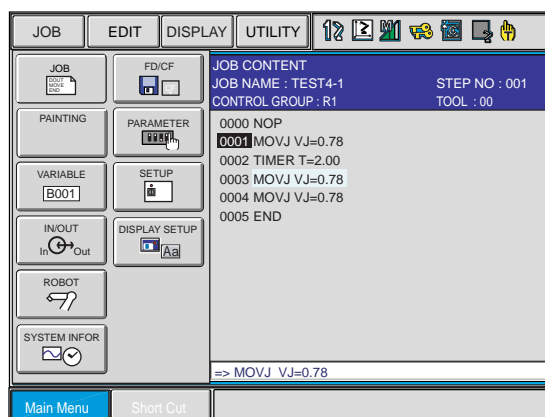 JOB EDIT DISPLAY UTILITY
JOB
DOUT
MOVE
END
FD/CF
PAINTING
PARAMETER
VARIABLE
B001
SETUP
IN/OUT
In Out
DISPLAY SETUP
Aa
ROBOT
SYSTEM INFOR
JOB CONTENT
JOB NAME : TEST4-1 STEP NO : 001
CONTROL GROUP : R1 TOOL : 00
0000 NOP
0001 MOVJ VJ=0.78
0002 TIMER T=2.00
0003 MOVJ VJ=0.78
0004 MOVJ VJ=0.78
0005 END
=> MOVJ VJ=0.78
Main Menu Short Cut